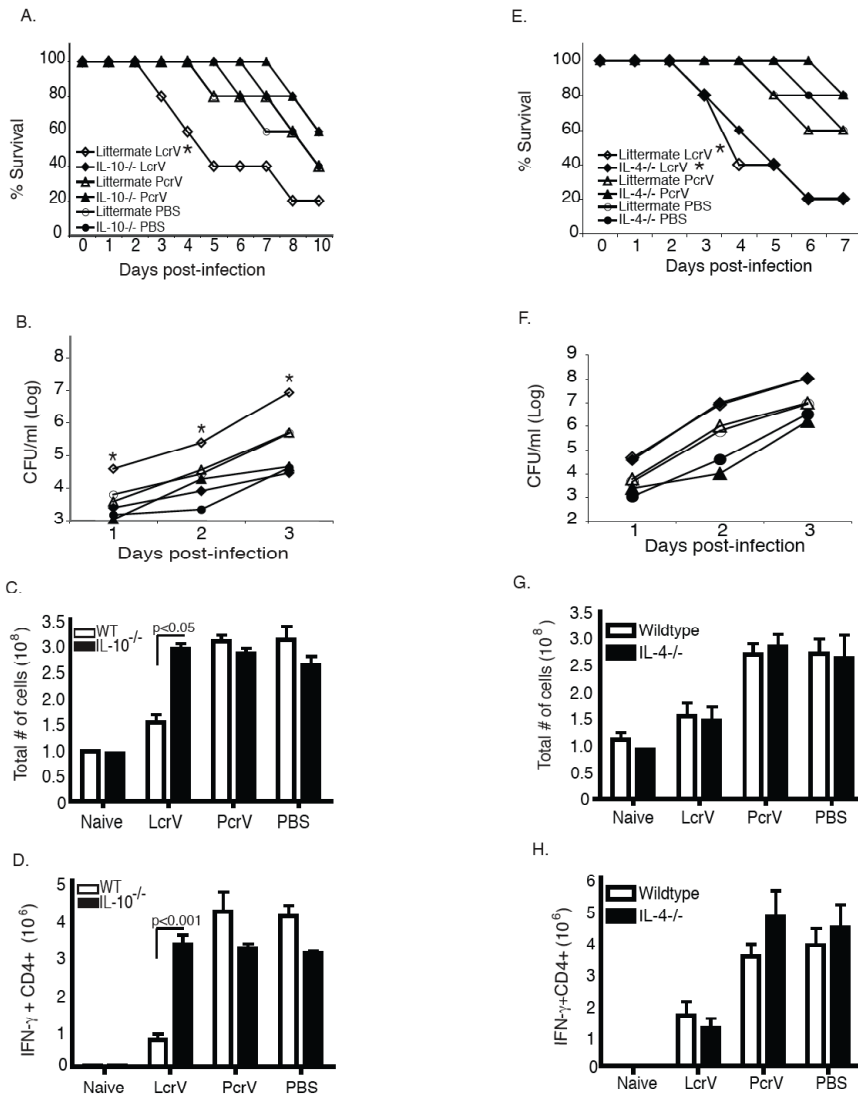 A.
% Survival
100
80
60
40
20
0
Littermate LcrV
IL-10-/- LcrV
Littermate PcrV
IL-10-/- PcrV
Littermate PBS
IL-10-/- PBS
*
0 1 2 3 4 5 6 7 8 10
Days post-infection
E.
% Survival
100
80
60
40
20
0
Littermate LcrV
IL-4-/- LcrV *
Littermate PcrV
IL-4-/- PcrV
Littermate PBS
IL-4-/- PBS
*
0 1 2 3 4 5 6 7
Days post-infection
B.
CFU/ml (Log)
8
7
6
5
4
3
* * *
1 2 3
Days post-infection
F.
CFU/ml (Log)
9
8
7
6
5
4
3
2
1 2 3
Days post-infection
C.
Total # of cells (10^8)
3.5
3.0
2.5
2.0
1.5
1.0
0.5
0
WT
IL-10-/-
p<0.05
Naive LcrV PcrV PBS
G.
Total # of cells (10^8)
3.5
3.0
2.5
2.0
1.5
1.0
0.5
0
Wildtype
IL-4-/-
Naive LcrV PcrV PBS
D.
IFN-γ + CD4+ (10^6)
5
4
3
2
1
0
WT
IL-10-/-
p<0.001
Naive LcrV PcrV PBS
H.
IFN-γ+CD4+ (10^6)
6
5
4
3
2
1
0
Wildtype
IL-4-/-
Naive LcrV PcrV PBS